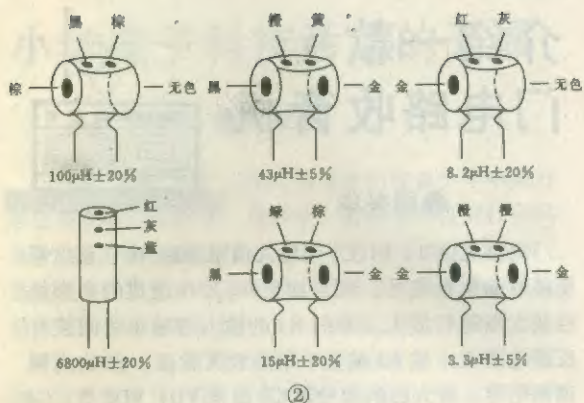 黑 棕 橙 黄 红 灰
棕 无色 黑 金 金 无色
100μH±20% 43μH±5% 8.2μH±20%
红
灰
蓝
绿 棕 橙 橙
黑 金 金
6800μH±20% 15μH±20% 3.3μH±5%
②